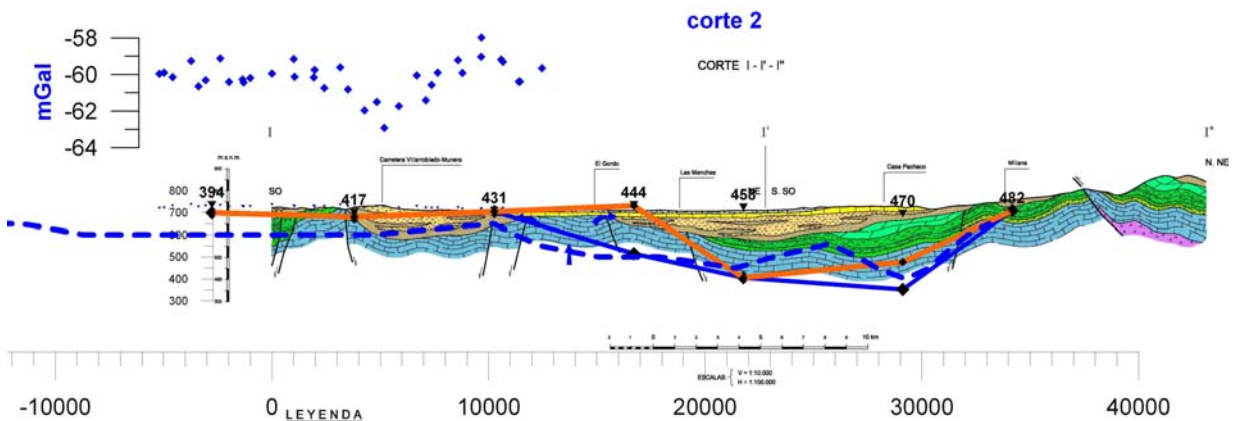 corte 2
CORTE I - I' - I"
-58
-60
-62
-64
mGal
I
I'
I"
m s.n.m.
Carretera Villarrobledo-Munera
El Gordo
Las Manchas
Casa Pacheco
Milano
N. NE
800
700
600
500
400
300
SO
NE
S. SO
394
417
431
444
458
470
482
10 km
ESCALAS
V = 1:10.000
H = 1:100.000
-10000
0
10000
20000
30000
40000
LEYENDA